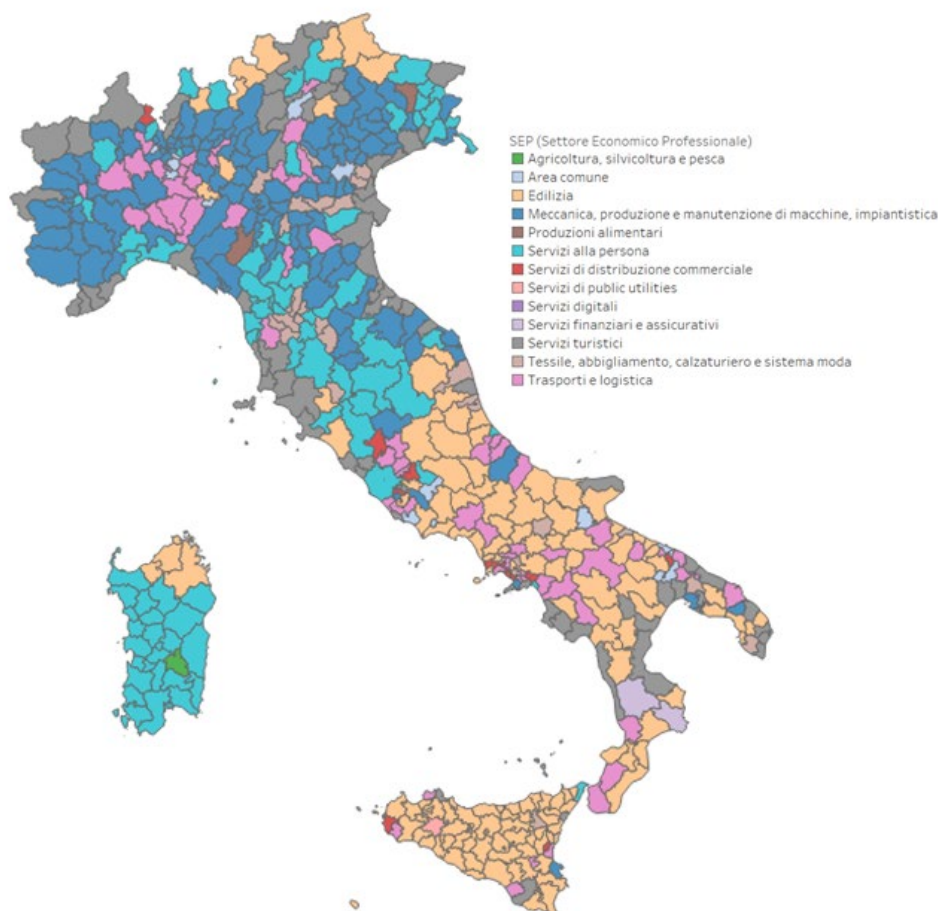 SEP (Settore Economico Professionale)
Agricoltura, silvicoltura e pesca
Area comune
Edilizia
Meccanica, produzione e manutenzione di macchine, impiantistica
Produzioni alimentari
Servizi alla persona
Servizi di distribuzione commerciale
Servizi di public utilities
Servizi digitali
Servizi finanziari e assicurativi
Servizi turistici
Tessile, abbigliamento, calzaturiero e sistema moda
Trasporti e logistica